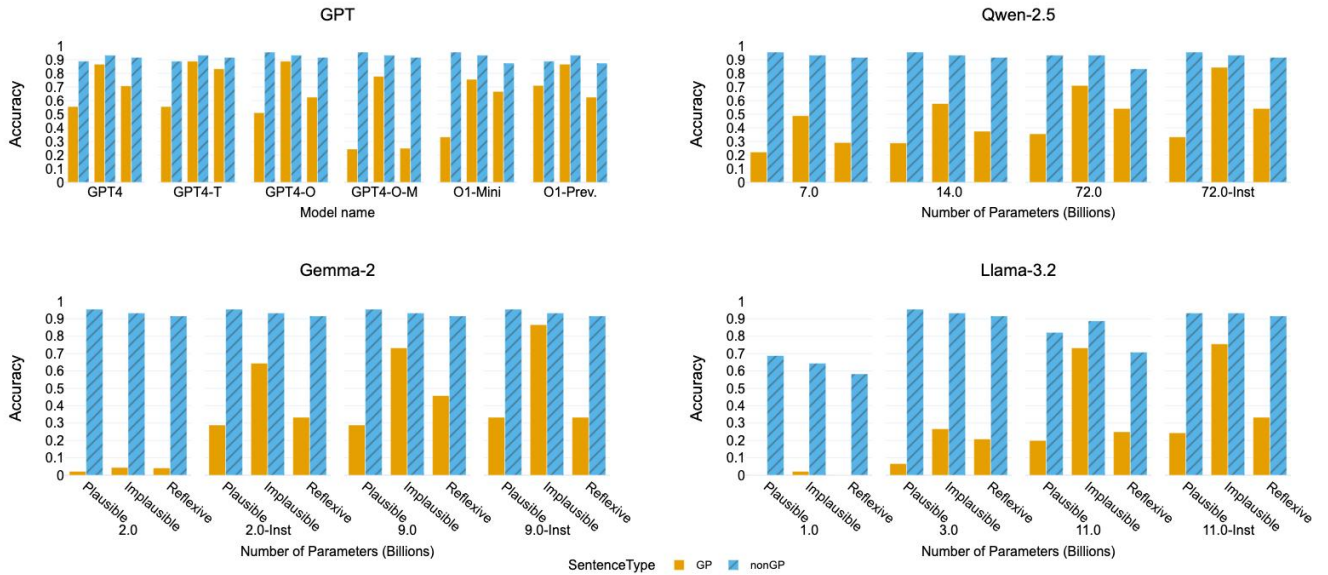 GPT
1
0.9
0.8
0.7
0.6
0.5
0.4
0.3
0.2
0.1
0
Accuracy
GPT4 GPT4-T GPT4-O GPT4-O-M O1-Mini O1-Prev.
Model name
Qwen-2.5
1
0.9
0.8
0.7
0.6
0.5
0.4
0.3
0.2
0.1
0
Accuracy
7.0 14.0 72.0 72.0-Inst
Number of Parameters (Billions)
Gemma-2
1
0.9
0.8
0.7
0.6
0.5
0.4
0.3
0.2
0.1
0
Accuracy
Plausible Implausible Reflexive Plausible Implausible Reflexive Plausible Implausible Reflexive Plausible Implausible Reflexive
2.0 2.0-Inst 9.0 9.0-Inst
Number of Parameters (Billions)
Llama-3.2
1
0.9
0.8
0.7
0.6
0.5
0.4
0.3
0.2
0.1
0
Accuracy
Plausible Implausible Reflexive Plausible Implausible Reflexive Plausible Implausible Reflexive Plausible Implausible Reflexive
1.0 3.0 11.0 11.0-Inst
Number of Parameters (Billions)
SentenceType GP nonGP